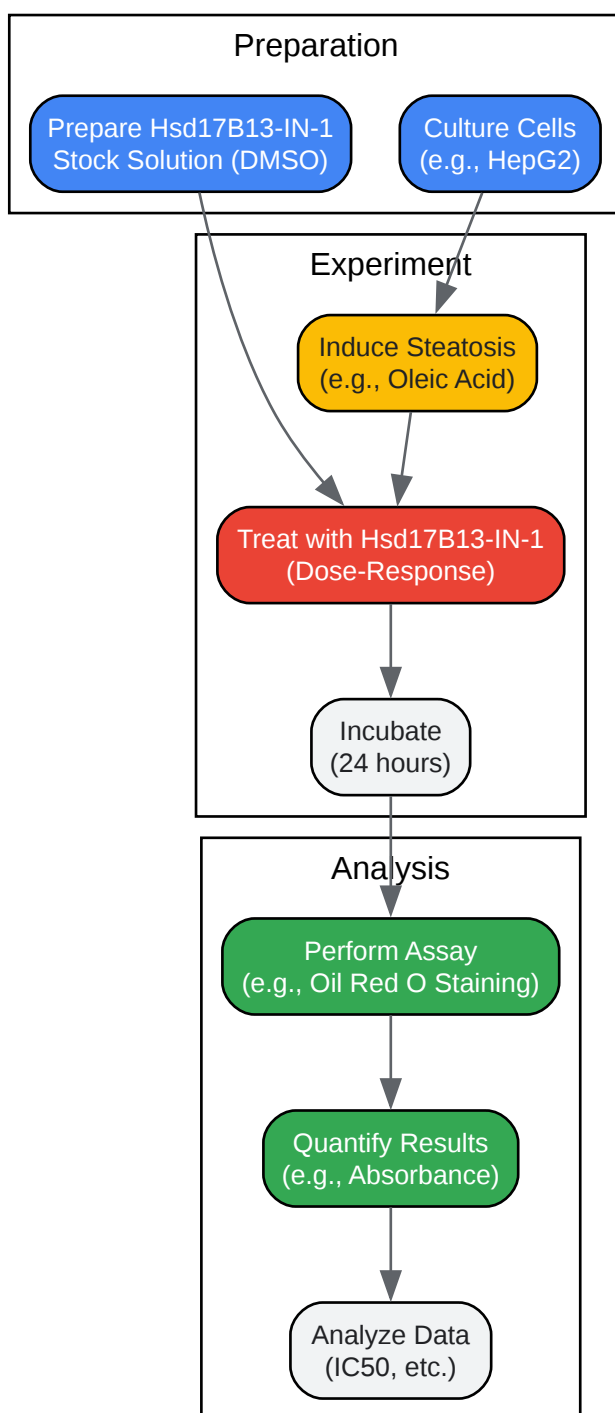 Preparation
Prepare Hsd17B13-IN-1
Stock Solution (DMSO)
Culture Cells
(e.g., HepG2)
Experiment
Induce Steatosis
(e.g., Oleic Acid)
Treat with Hsd17B13-IN-1
(Dose-Response)
Incubate
(24 hours)
Analysis
Perform Assay
(e.g., Oil Red O Staining)
Quantify Results
(e.g., Absorbance)
Analyze Data
(IC50, etc.)